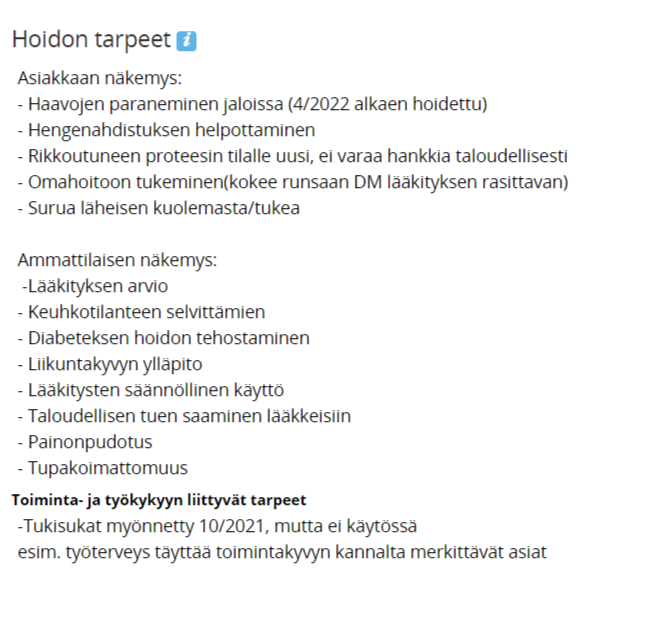 Hoidon tarpeet i
Asiakkaan näkemys:
- Haavojen paraneminen jaloissa (4/2022 alkaen hoidettu)
- Hengenahdistuksen helpottaminen
- Rikkoutuneen proteesin tilalle uusi, ei varaa hankkia taloudellisesti
- Omahoitoon tukeminen(kokee runsaan DM lääkityksen rasittavan)
- Surua läheisen kuolemasta/tukea
Ammattilaisen näkemys:
-Lääkityksen arvio
- Keuhkotilanteen selvittämien
- Diabeteksen hoidon tehostaminen
- Liikuntakyvyn ylläpito
- Lääkitysten säännöllinen käyttö
- Taloudellisen tuen saaminen lääkkeisiin
- Painonpudotus
- Tupakoimattomuus
Toiminta- ja työkykyyn liittyvät tarpeet
-Tukisukat myönnetty 10/2021, mutta ei käytössä
esim. työterveys täyttää toimintakyvyn kannalta merkittävät asiat